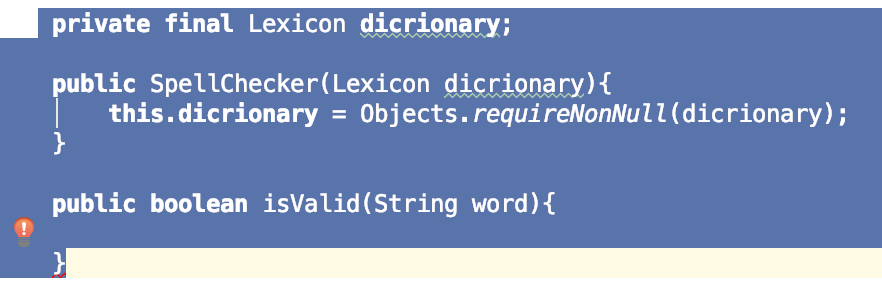 private final Lexicon dicrionary;
public SpellChecker(Lexicon dicrionary){
this.dicrionary = Objects.requireNonNull(dicrionary);
}
public boolean isValid(String word){
}